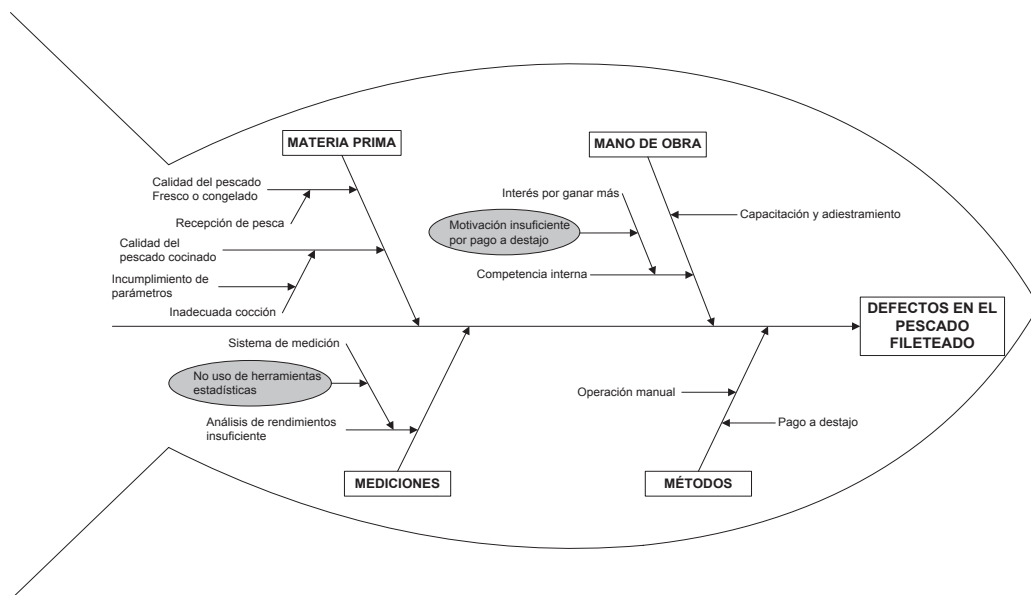 MATERIA PRIMA
MANO DE OBRA
Calidad del pescado
Fresco o congelado
Recepción de pesca
Calidad del
pescado cocinado
Incumplimiento de
parámetros
Inadecuada cocción
Interés por ganar más
Motivación insuficiente
por pago a destajo
Competencia interna
Capacitación y adiestramiento
DEFECTOS EN EL
PESCADO
FILETEADO
Sistema de medición
No uso de herramientas
estadísticas
Análisis de rendimientos
insuficiente
Operación manual
Pago a destajo
MEDICIONES
MÉTODOS